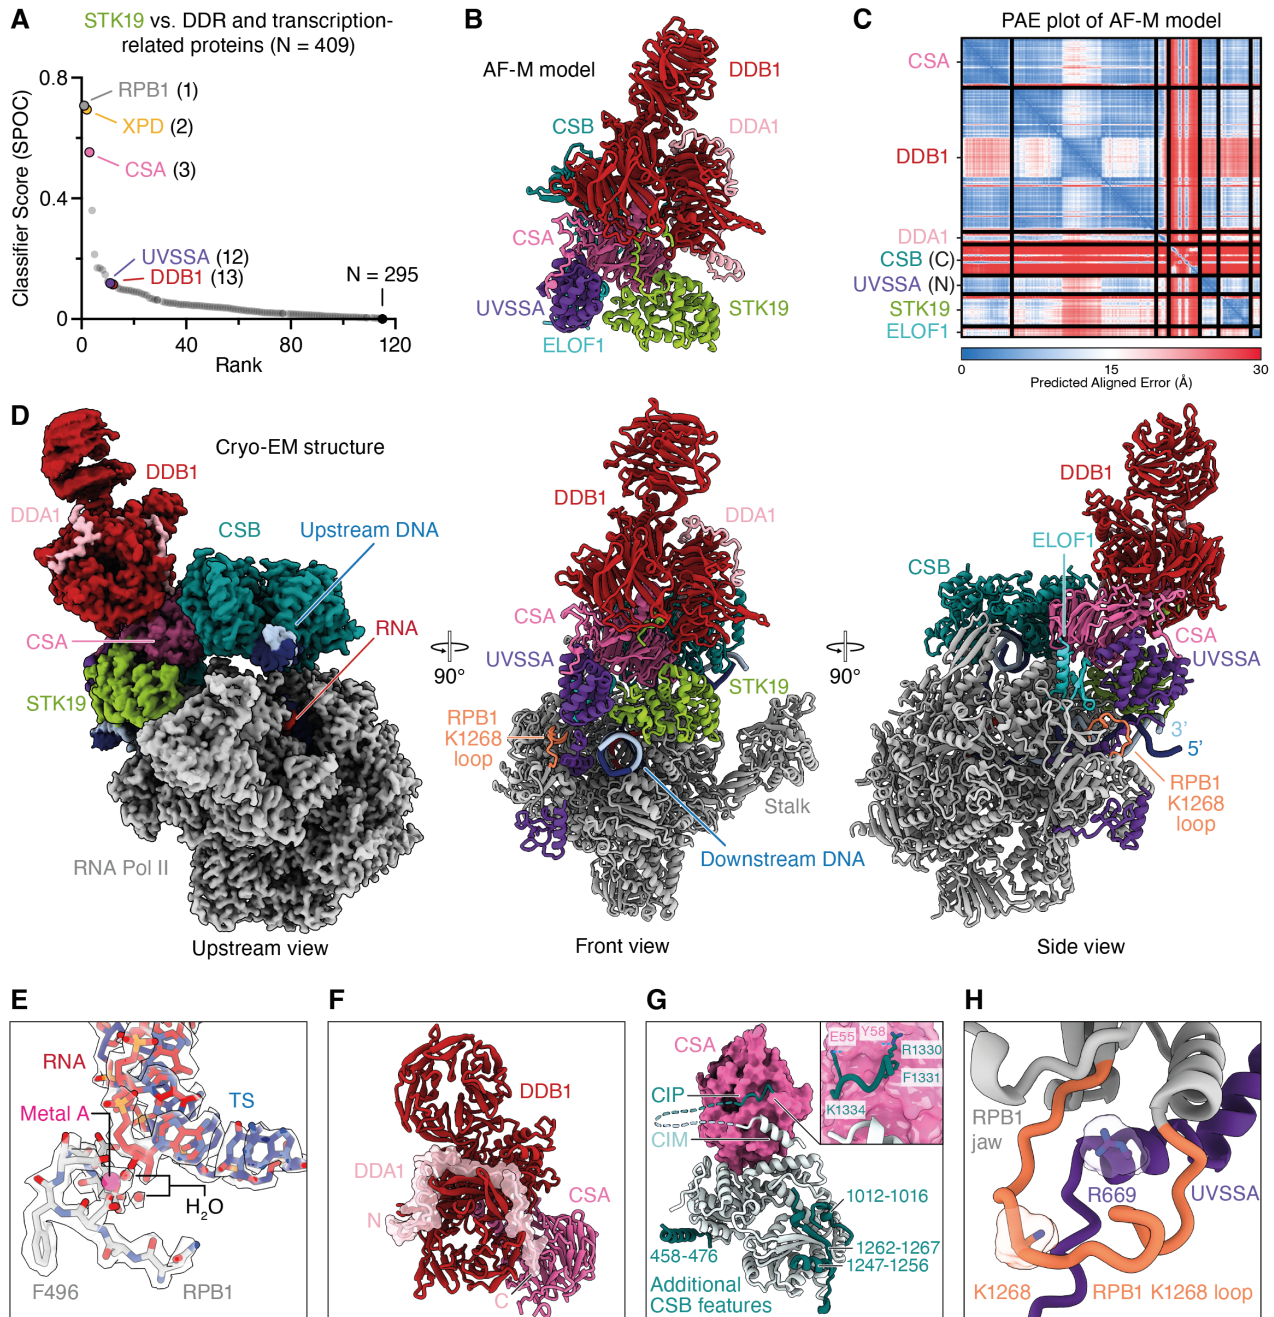 A
STK19 vs. DDR and transcription-
related proteins (N = 409)
Classifier Score (SPOC)
0.8
0.4
0
RPB1 (1)
XPD (2)
CSA (3)
UVSSA (12)
DDB1 (13)
N = 295
0
40
80
120
Rank
B
AF-M model
DDB1
CSB
DDA1
CSA
UVSSA
STK19
ELOF1
C
PAE plot of AF-M model
CSA
DDB1
DDA1
CSB (C)
UVSSA (N)
STK19
ELOF1
0
15
30
Predicted Aligned Error (Å)
D
Cryo-EM structure
DDB1
DDA1
CSB
Upstream DNA
CSA
RNA
STK19
RNA Pol II
Upstream view
90°
DDB1
DDA1
CSA
UVSSA
STK19
RPB1
K1268
loop
Stalk
Downstream DNA
Front view
90°
DDB1
ELOF1
CSB
CSA
UVSSA
3’
5’
RPB1
K1268
loop
Side view
E
RNA
Metal A
TS
H2O
F496
RPB1
F
DDB1
DDA1
N
CSA
C
G
CSA
CIP
CIM
E55
Y58
R1330
F1331
K1334
1012-1016
458-476
1262-1267
1247-1256
Additional
CSB features
H
RPB1
jaw
R669
UVSSA
K1268
RPB1 K1268 loop